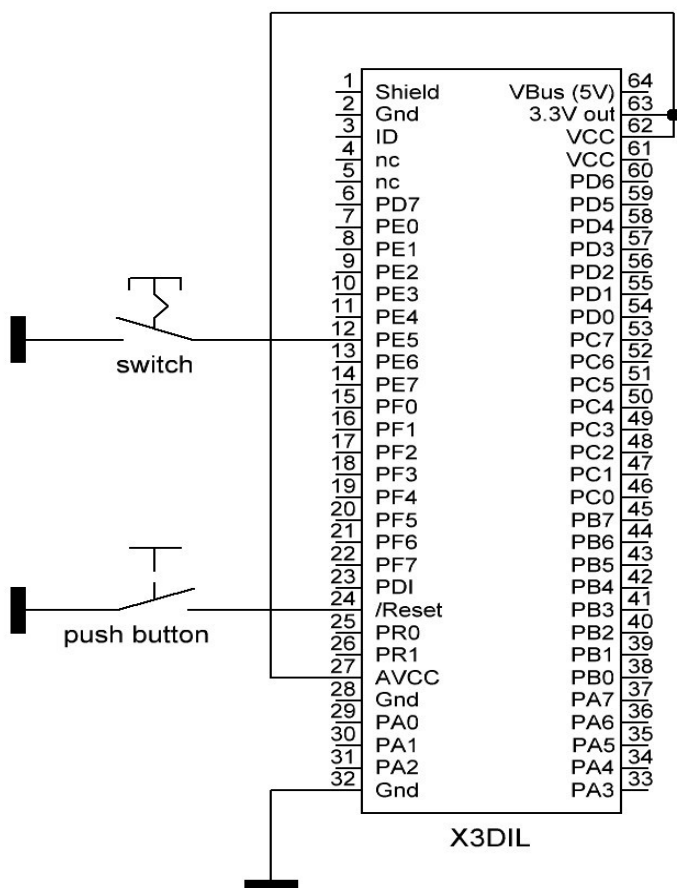 1 Shield VBus (5V) 64
2 Gnd 3.3V out 63
3 ID VCC 62
4 nc VCC 61
5 nc PD6 60
6 PD7 PD5 59
7 PE0 PD4 58
8 PE1 PD3 57
9 PE2 PD2 56
10 PE3 PD1 55
11 PE4 PD0 54
12 PE5 PC7 53
switch
13 PE6 PC6 52
14 PE7 PC5 51
15 PF0 PC4 50
16 PF1 PC3 49
17 PF2 PC2 48
18 PF3 PC1 47
19 PF4 PC0 46
20 PF5 PB7 45
21 PF6 PB6 44
22 PF7 PB5 43
23 PDI PB4 42
24 /Reset PB3 41
push button
25 PR0 PB2 40
26 PR1 PB1 39
27 AVCC PB0 38
28 Gnd PA7 37
29 PA0 PA6 36
30 PA1 PA5 35
31 PA2 PA4 34
32 Gnd PA3 33
X3DIL